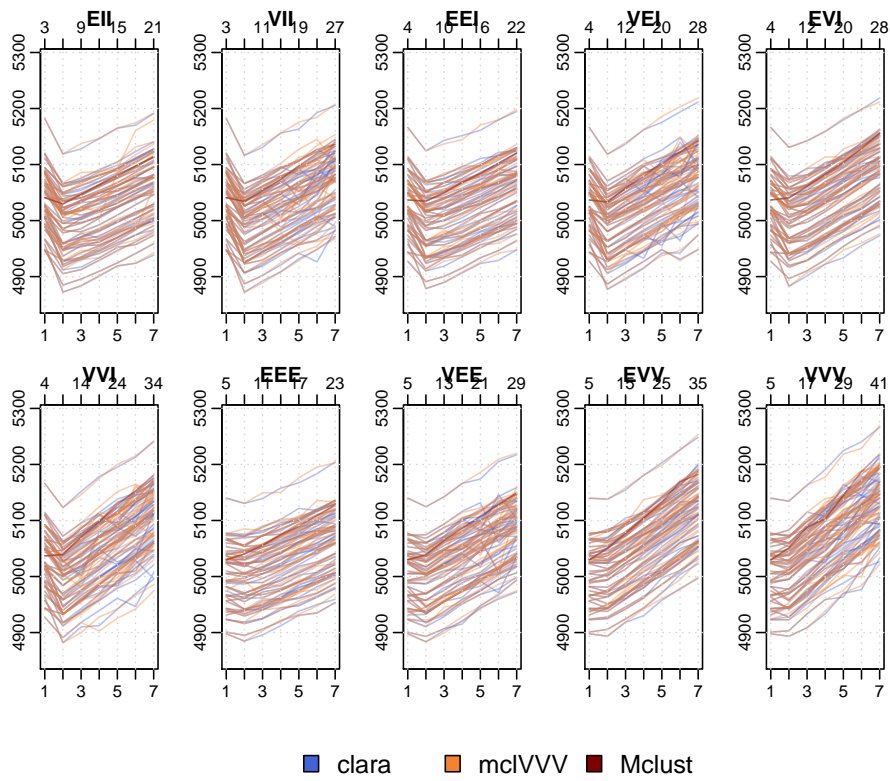 EII VII EEI VEI EVI
3 9 15 21 3 11 19 27 4 10 16 22 4 12 20 28 4 12 20 28
5300 5300 5300 5300 5300
5200 5200 5200 5200 5200
5100 5100 5100 5100 5100
5000 5000 5000 5000 5000
4900 4900 4900 4900 4900
1 3 5 7 1 3 5 7 1 3 5 7 1 3 5 7 1 3 5 7
VVI EEE VEE EVV VVV
4 14 24 34 5 11 17 23 5 13 21 29 5 15 25 35 5 17 29 41
5300 5300 5300 5300 5300
5200 5200 5200 5200 5200
5100 5100 5100 5100 5100
5000 5000 5000 5000 5000
4900 4900 4900 4900 4900
1 3 5 7 1 3 5 7 1 3 5 7 1 3 5 7 1 3 5 7
clara mclVVV Mclust